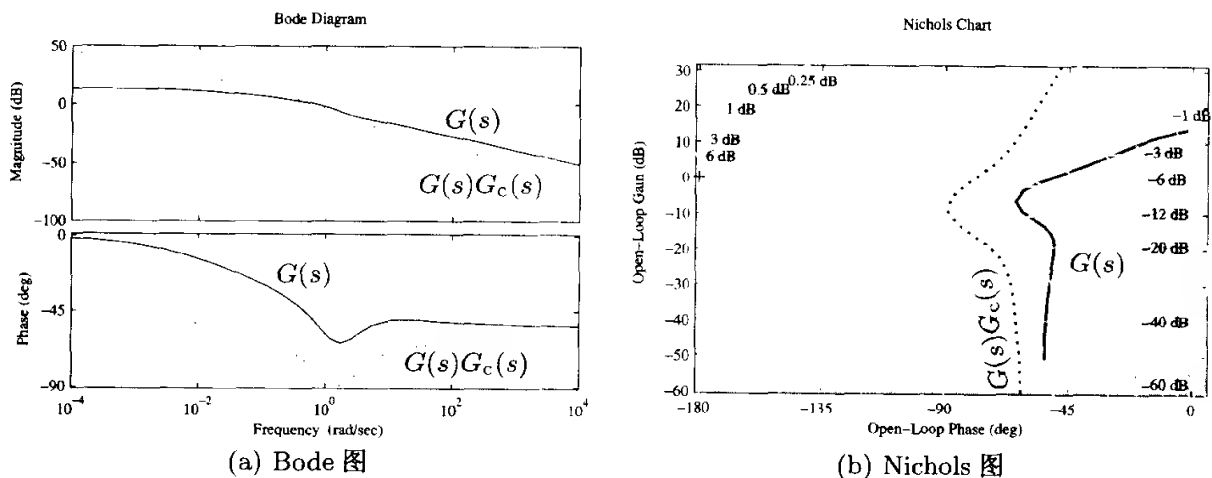 Bode Diagram
50
0
−50
−100
Magnitude (dB)
G(s)
G(s)G_c(s)
0
−45
−90
Phase (deg)
G(s)
G(s)G_c(s)
10^−4
10^−2
10^0
10^2
10^4
Frequency (rad/sec)
(a) Bode 图
Nichols Chart
30
20
10
0
−10
−20
−30
−40
−50
−60
Open−Loop Gain (dB)
0.25 dB
0.5 dB
1 dB
3 dB
6 dB
−1 dB
−3 dB
−6 dB
−12 dB
−20 dB
−40 dB
−60 dB
G(s)
G(s)G_c(s)
−180
−135
−90
−45
0
Open−Loop Phase (deg)
(b) Nichols 图